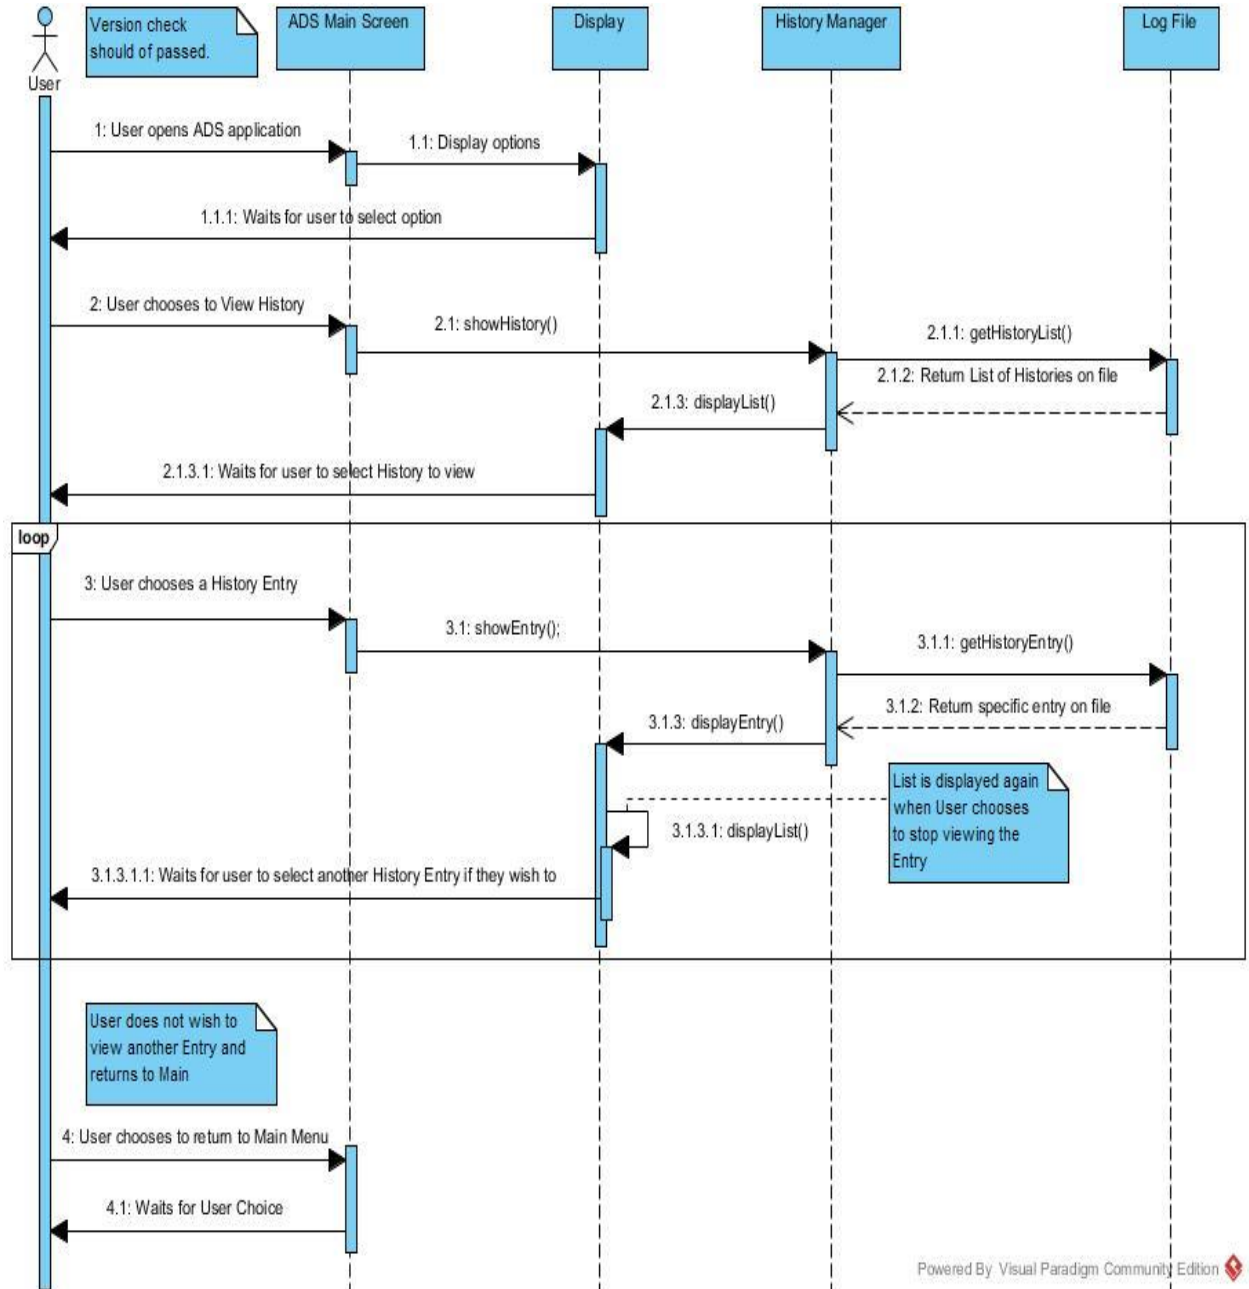 Version check
should of passed.
ADS Main Screen
Display
History Manager
Log File
User
1: User opens ADS application
1.1: Display options
1.1.1: Waits for user to select option
2: User chooses to View History
2.1: showHistory()
2.1.1: getHistoryList()
2.1.2: Return List of Histories on file
2.1.3: displayList()
2.1.3.1: Waits for user to select History to view
loop
3: User chooses a History Entry
3.1: showEntry();
3.1.1: getHistoryEntry()
3.1.2: Return specific entry on file
3.1.3: displayEntry()
List is displayed again
when User chooses
to stop viewing the
Entry
3.1.3.1: displayList()
3.1.3.1.1: Waits for user to select another History Entry if they wish to
User does not wish to
view another Entry and
returns to Main
4: User chooses to return to Main Menu
4.1: Waits for User Choice
Powered By Visual Paradigm Community Edition